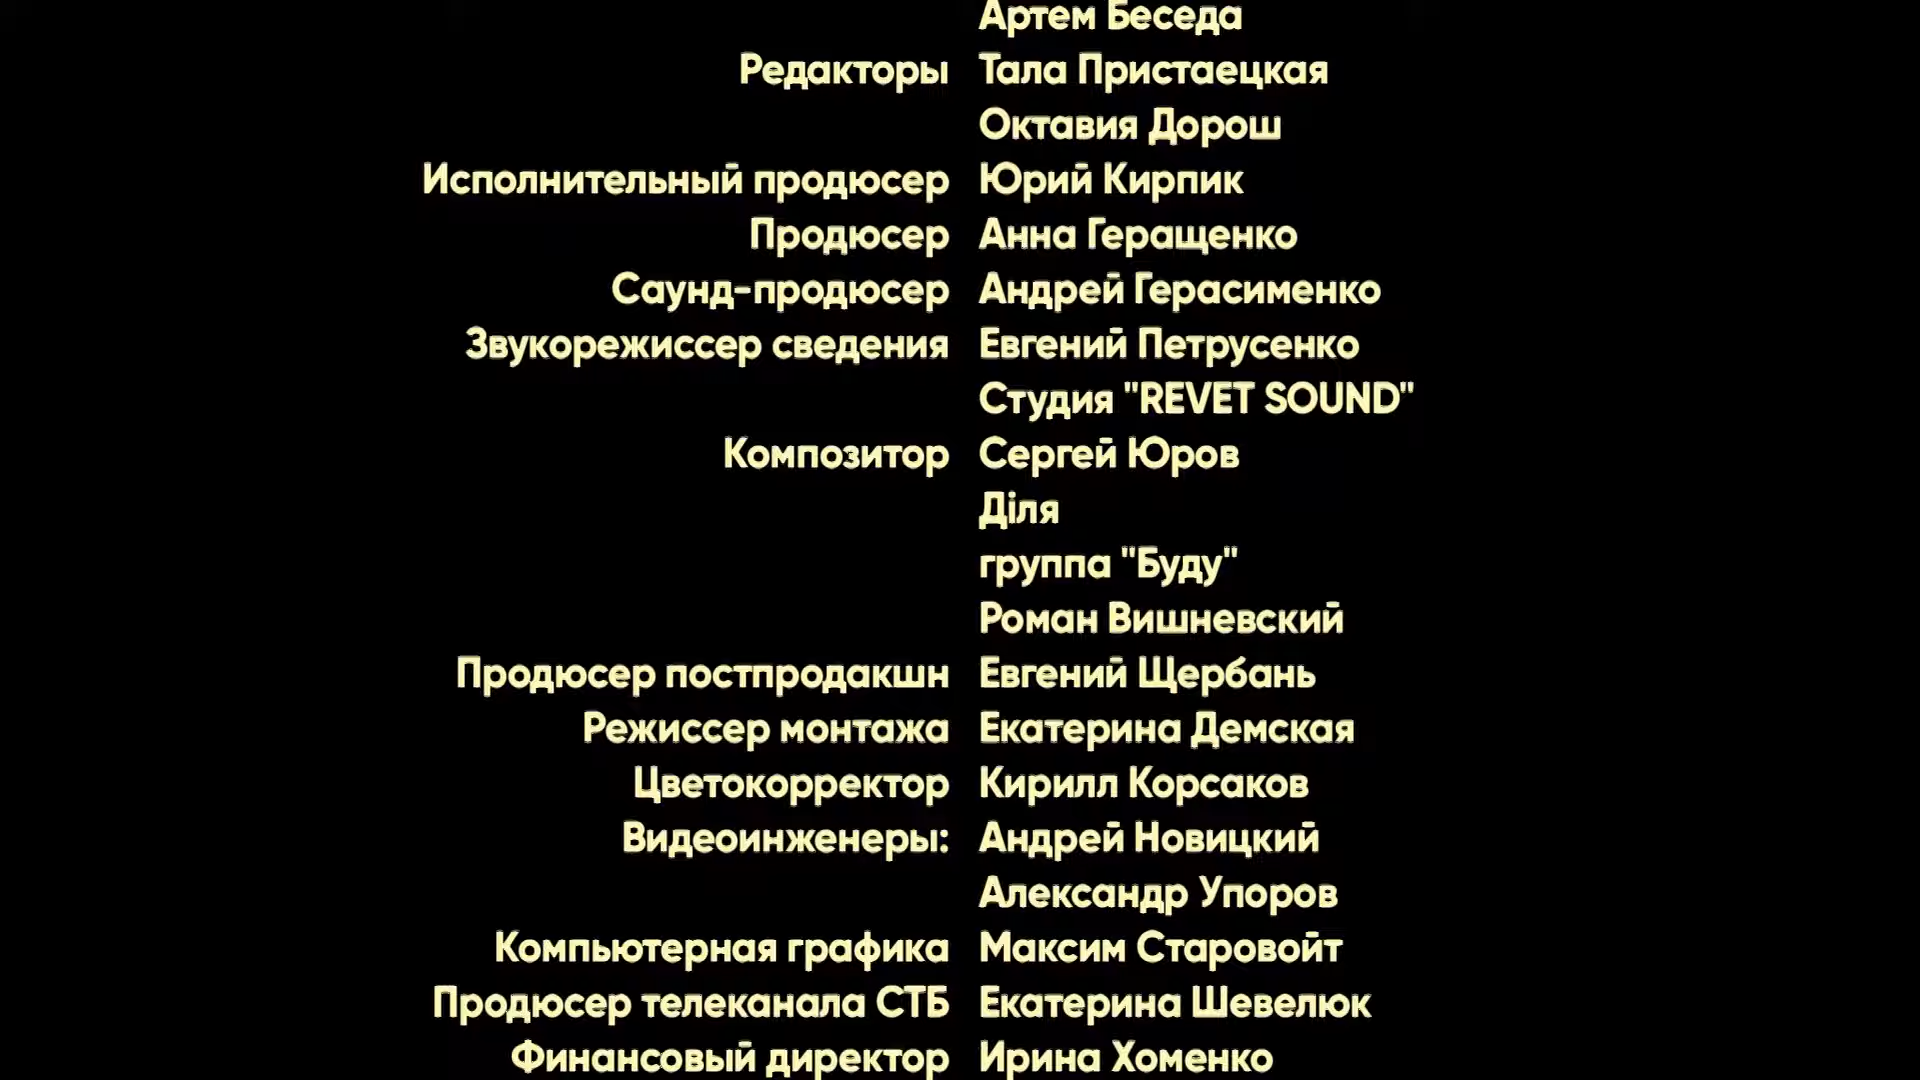 Артем Беседа
Редакторы Тала Пристаецкая
Октавия Дорош
Исполнительный продюсер Юрий Кирпик
Продюсер Анна Геращенко
Саунд-продюсер Андрей Герасименко
Звукорежиссер сведения Евгений Петрусенко
Студия "REVET SOUND"
Композитор Сергей Юров
Діля
группа "Буду"
Роман Вишневский
Продюсер постпродакшн Евгений Щербань
Режиссер монтажа Екатерина Демская
Цветокорректор Кирилл Корсаков
Видеоинженеры: Андрей Новицкий
Александр Упоров
Компьютерная графика Максим Старовойт
Продюсер телеканала СТБ Екатерина Шевелюк
Финансовый директор Ирина Хоменко